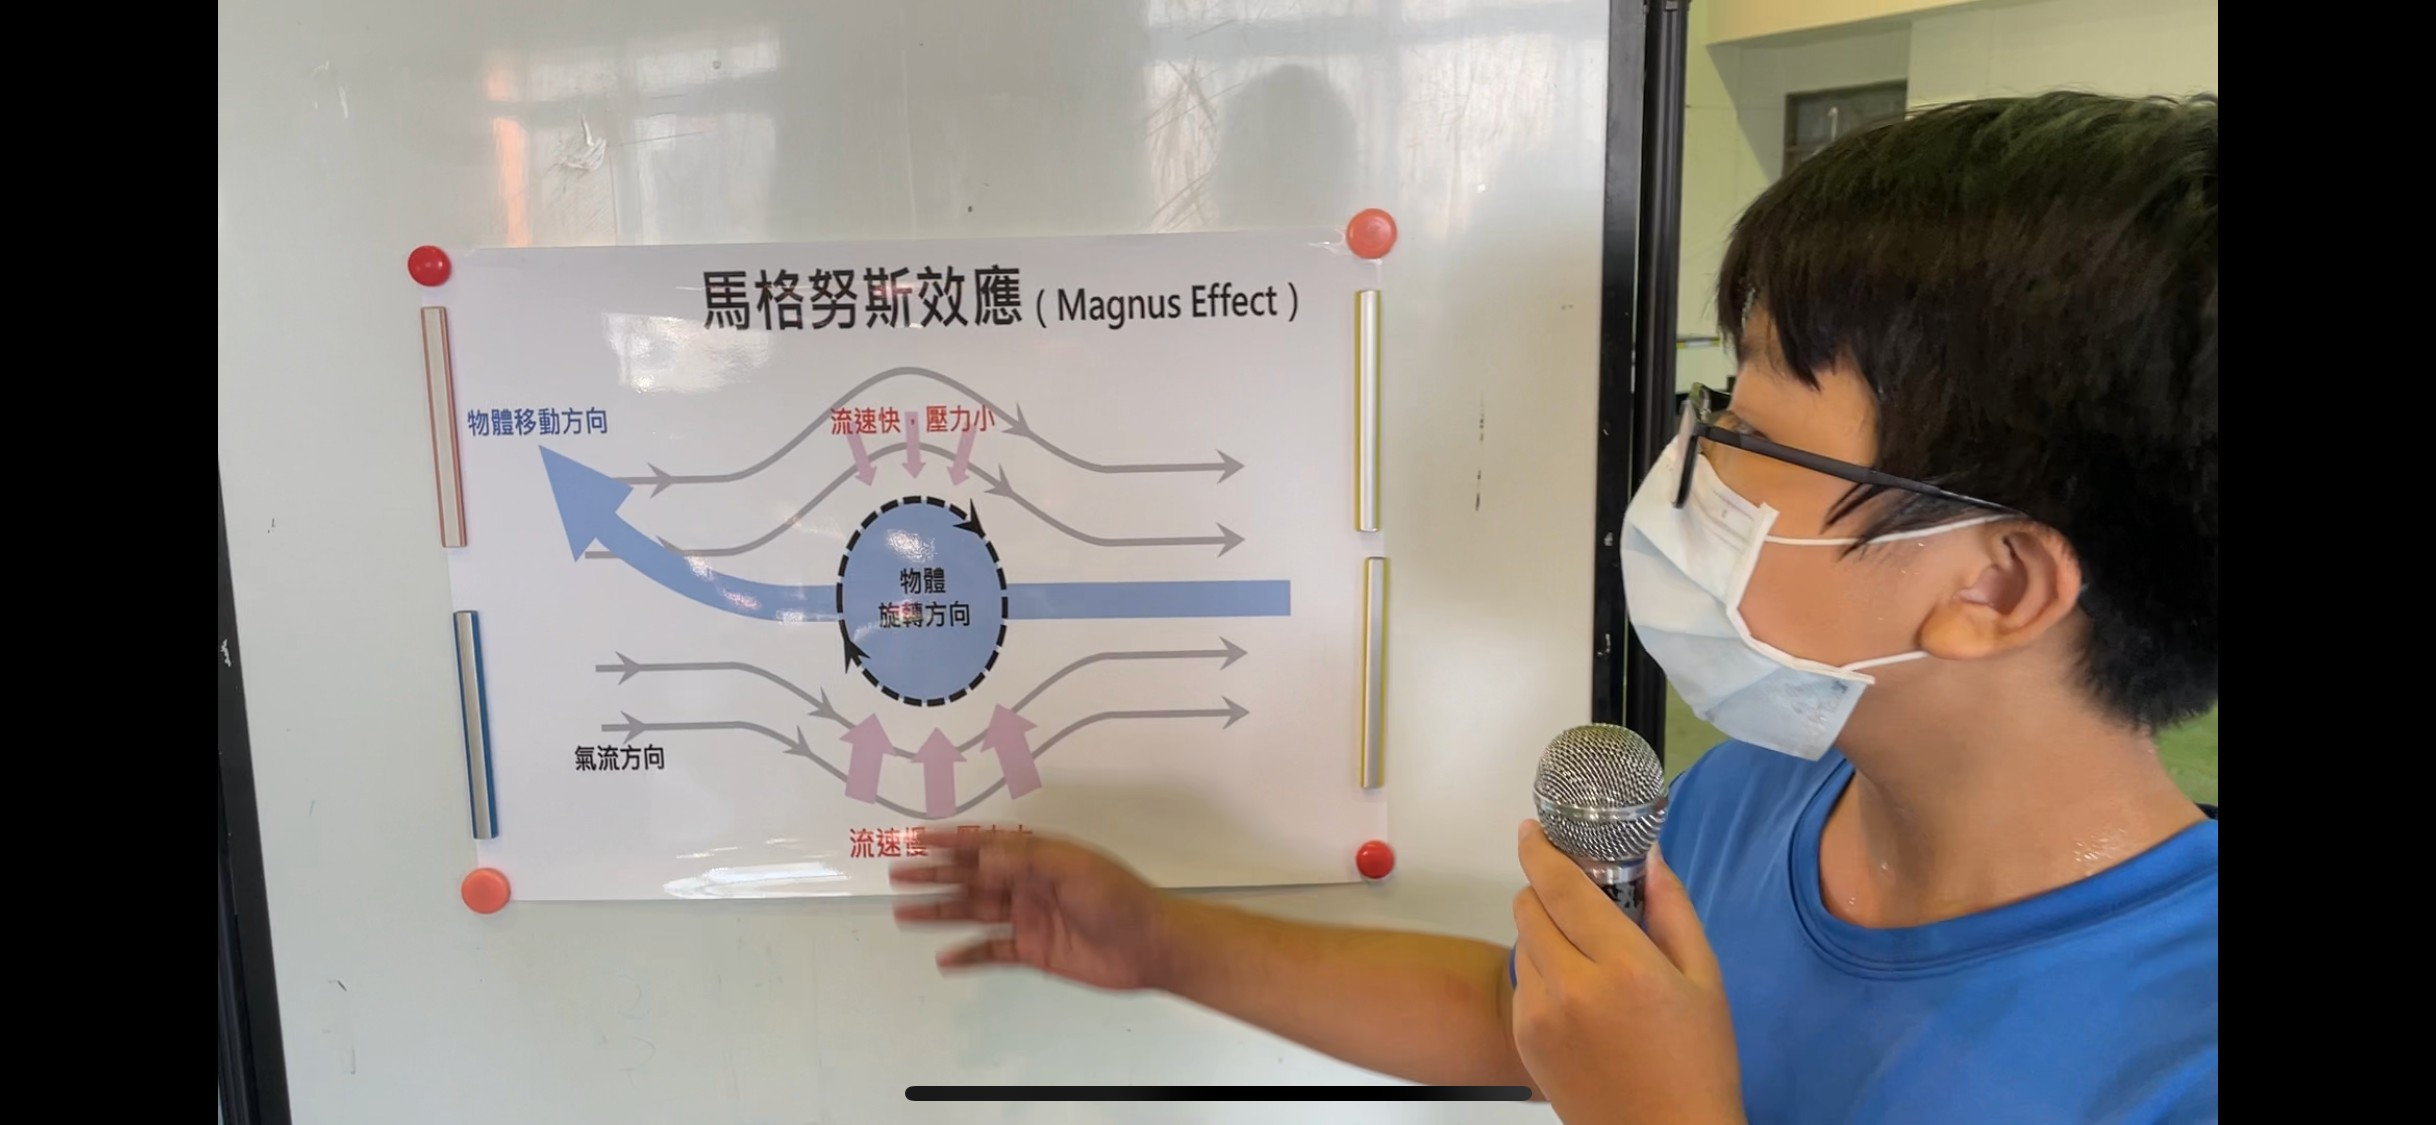 馬格努斯效應 ( Magnus Effect )
物體移動方向
流速快，壓力小
物體
旋轉方向
氣流方向
流速慢